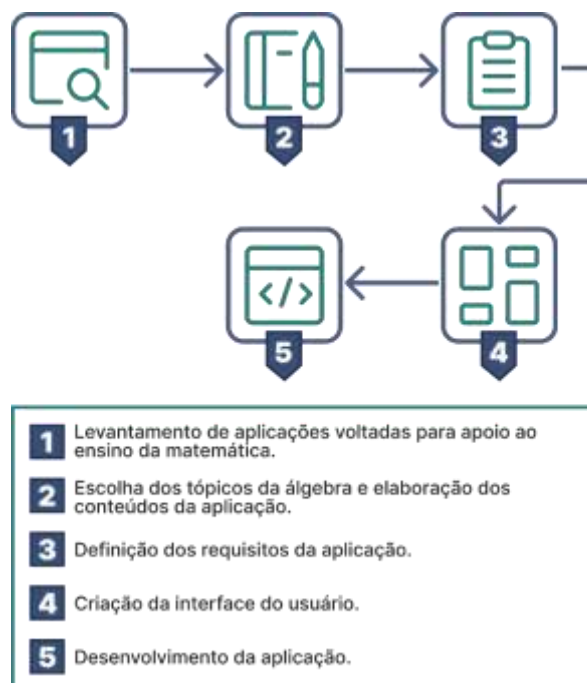 1
2
3
</>
5
4
1 Levantamento de aplicações voltadas para apoio ao
ensino da matemática.
2 Escolha dos tópicos da álgebra e elaboração dos
conteúdos da aplicação.
3 Definição dos requisitos da aplicação.
4 Criação da interface do usuário.
5 Desenvolvimento da aplicação.